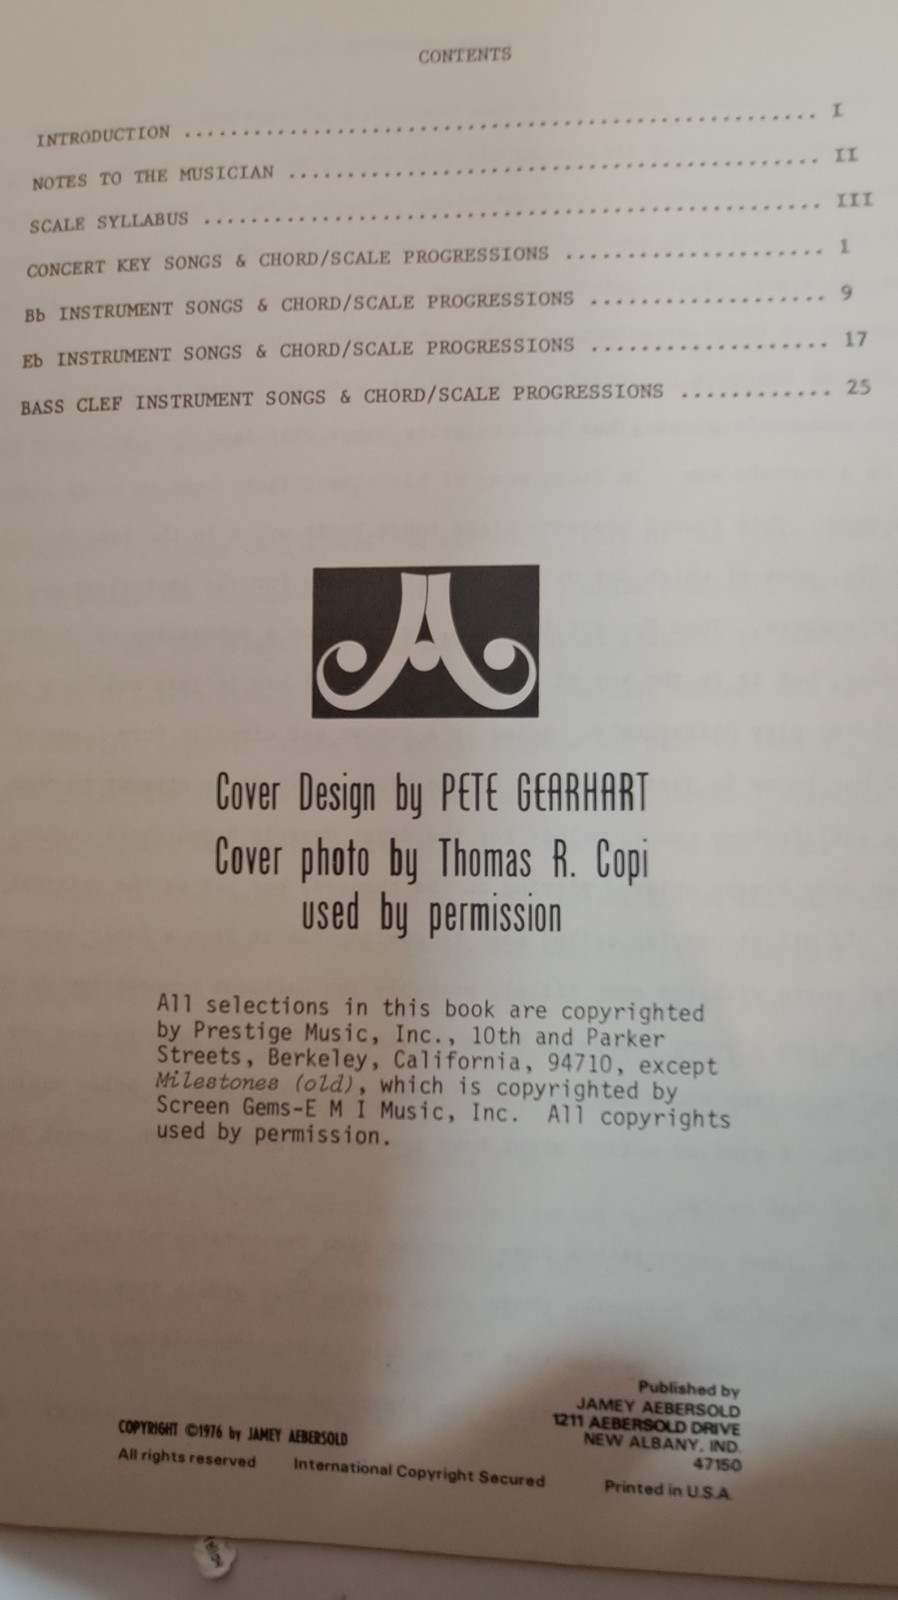 CONTENTS
INTRODUCTION ..................................................... I
NOTES TO THE MUSICIAN ............................................ II
SCALE SYLLABUS ................................................... III
CONCERT KEY SONGS & CHORD/SCALE PROGRESSIONS ...................... 1
Bb INSTRUMENT SONGS & CHORD/SCALE PROGRESSIONS .................... 9
Eb INSTRUMENT SONGS & CHORD/SCALE PROGRESSIONS .................... 17
BASS CLEF INSTRUMENT SONGS & CHORD/SCALE PROGRESSIONS ............. 25
Cover Design by PETE GEARHART
Cover photo by Thomas R. Copi
used by permission
All selections in this book are copyrighted
by Prestige Music, Inc., 10th and Parker
Streets, Berkeley, California, 94710, except
Milestones (old), which is copyrighted by
Screen Gems-E M I Music, Inc. All copyrights
used by permission.
Published by
JAMEY AEBERSOLD
1211 AEBERSOLD DRIVE
NEW ALBANY, IND.
47150
Printed in U.S.A.
COPYRIGHT ©1976 by JAMEY AEBERSOLD
All rights reserved International Copyright Secured